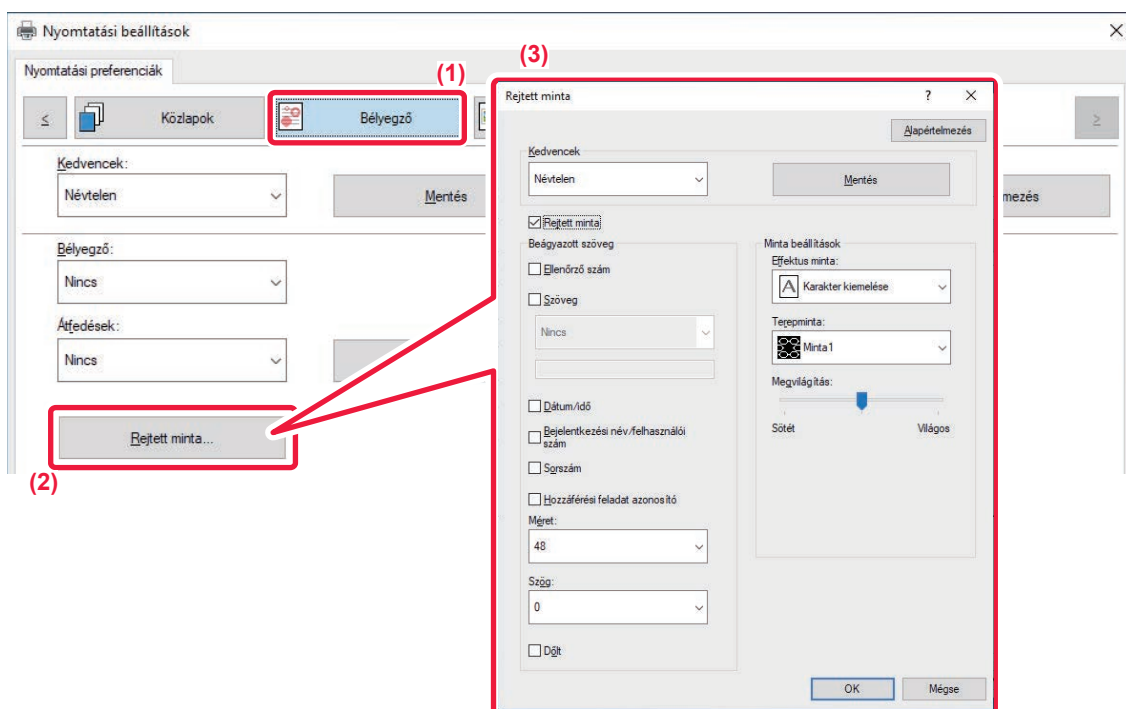 Nyomtatási beállítások
Nyomtatási preferenciák
(1)
(3)
<
Közlapok
Bélyegző
>
Kedvencek:
Névtelen
Mentés
mezés
Bélyegző:
Nincs
Átfedések:
Nincs
Rejtett minta...
(2)
Rejtett minta
?
Alapértelmezés
Kedvencek
Névtelen
Mentés
Rejtett minta
Beágyazott szöveg
Ellenőrző szám
Szöveg
Nincs
Dátum/idő
Bejelentkezési név/felhasználói
szám
Sorszám
Hozzáférési feladat azonosító
Méret:
48
Szög:
0
Dőlt
Minta beállítások
Effektus minta:
A Karakter kiemelése
Terepminta:
Minta1
Megvilágítás:
Sötét Világos
OK Mégse